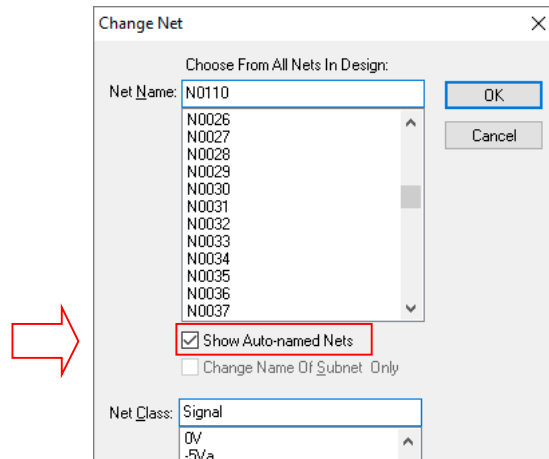 Change Net
Choose From All Nets In Design:
Net Name: N0110
OK
N0026
N0027
Cancel
N0028
N0029
N0030
N0031
N0032
N0033
N0034
N0035
N0036
N0037
Show Auto-named Nets
Change Name Of Subnet Only
Net Class: Signal
0V
-5Va